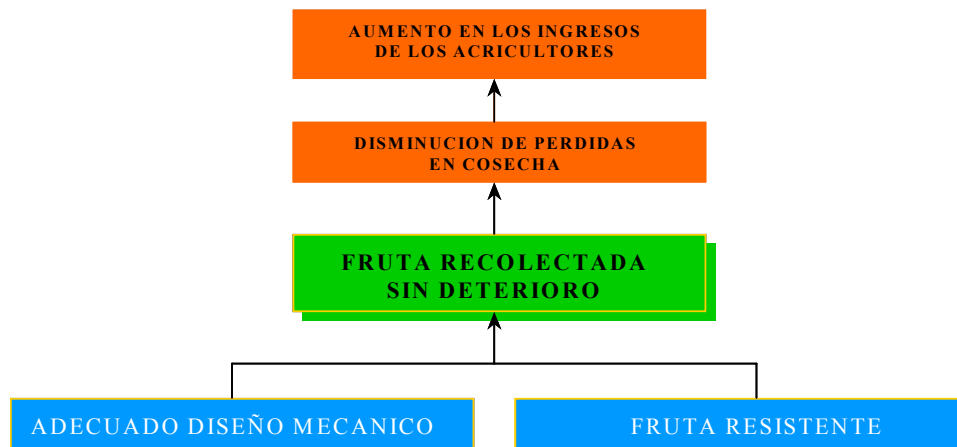 AUMENTO EN LOS INGRESOS
DE LOS ACRICULTORES
DISMINUCION DE PERDIDAS
EN COSECHA
FRUTA RECOLECTADA
SIN DETERIORO
ADECUADO DISEÑO MECANICO
FRUTA RESISTENTE